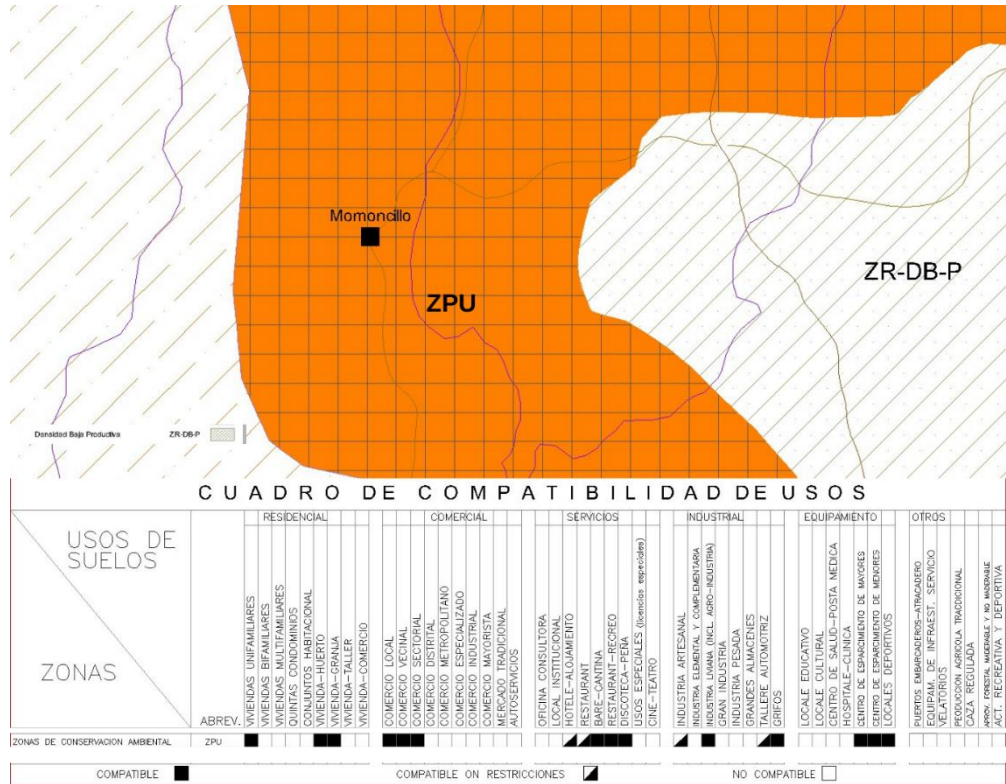 Momoncillo
ZPU
ZR-DB-P
Densidad Baja Productiva
ZR-DB-P
CUADRO DE COMPATIBILIDAD DE USOS
USOS DE
SUELOS
ZONAS
ABREV.
RESIDENCIAL
VIVIENDAS UNIFAMILIARES
VIVIENDAS BIFAMILIARES
VIVIENDAS MULTIFAMILIARES
QUINTAS CONDOMINIOS
CONJUNTOS HABITACIONAL
VIVIENDA-HUERTO
VIVIENDA-GRANJA
VIVIENDA-TALLER
VIVIENDA-COMERCIO
COMERCIAL
COMERCIO LOCAL
COMERCIO VECINAL
COMERCIO SECTORIAL
COMERCIO DISTRITAL
COMERCIO METROPOLITANO
COMERCIO ESPECIALIZADO
COMERCIO INDUSTRIAL
COMERCIO MAYORISTA
MERCADO TRADICIONAL
AUTOSERVICIOS
SERVICIOS
OFICINA CONSULTORA
LOCAL INSTITUCIONAL
HOTELE-ALOJAMIENTO
RESTAURANT
BARE-CANTINA
RESTAURANT-RECREO
DISCOTECA-PEÑA
USOS ESPECIALES (licencias especiales)
CINE-TEATRO
INDUSTRIAL
INDUSTRIA ARTESANAL
INDUSTRIA ELEMENTAL Y COMPLEMENTARIA
INDUSTRIA LIVIANA (INCL. AGRO-INDUSTRIA)
GRAN INDUSTRIA
INDUSTRIA PESADA
GRANDES ALMACENES
TALLERE AUTOMOTRIZ
GRIFOS
EQUIPAMIENTO
LOCALE EDUCATIVO
LOCALE CULTURAL
CENTRO DE SALUD-POSTA MEDICA
HOSPITALE-CLINICA
CENTRO DE ESPARCIMIENTO DE MAYORES
CENTRO DE ESPARCIMIENTO DE MENORES
LOCALES DEPORTIVOS
OTROS
PUERTOS EMBARCADEROS-ATRACADERO
EQUIPAM. DE INFRAEST. SERVICIO
VELATORIOS
PRODUCCION AGRICOLA TRACDICIONAL
CAZA REGULADA
APROV. FORESTAL MADERABLE Y NO MADERABLE
ACT. RECREATIVA Y DEPORTIVA
ZONAS DE CONSERVACION AMBIENTAL ZPU
COMPATIBLE
COMPATIBLE ON RESTRICCIONES
NO COMPATIBLE